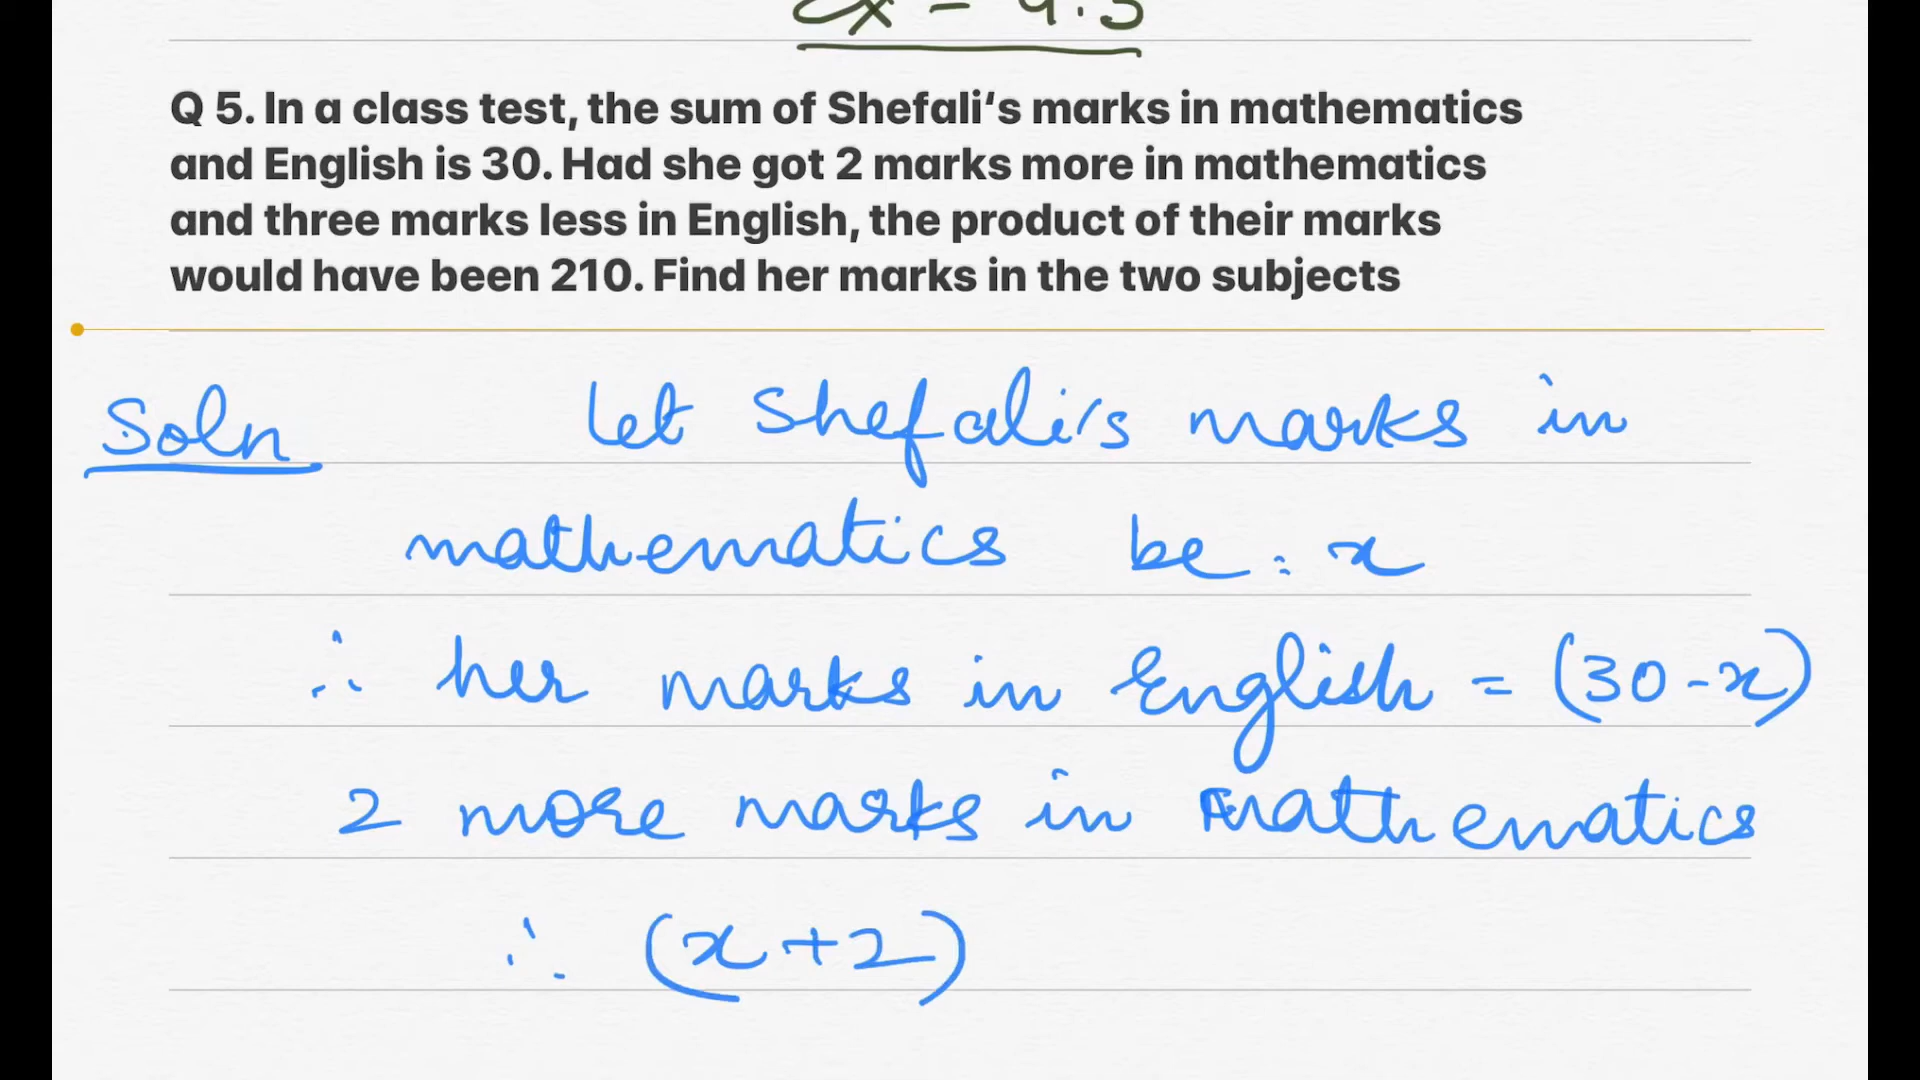 x = 4.5
Q 5. In a class test, the sum of Shefali‘s marks in mathematics
and English is 30. Had she got 2 marks more in mathematics
and three marks less in English, the product of their marks
would have been 210. Find her marks in the two subjects
Soln Let Shefali's marks in
mathematics be : x
∴ her marks in English = (30 - x)
2 more marks in mathematics
∴ (x + 2)